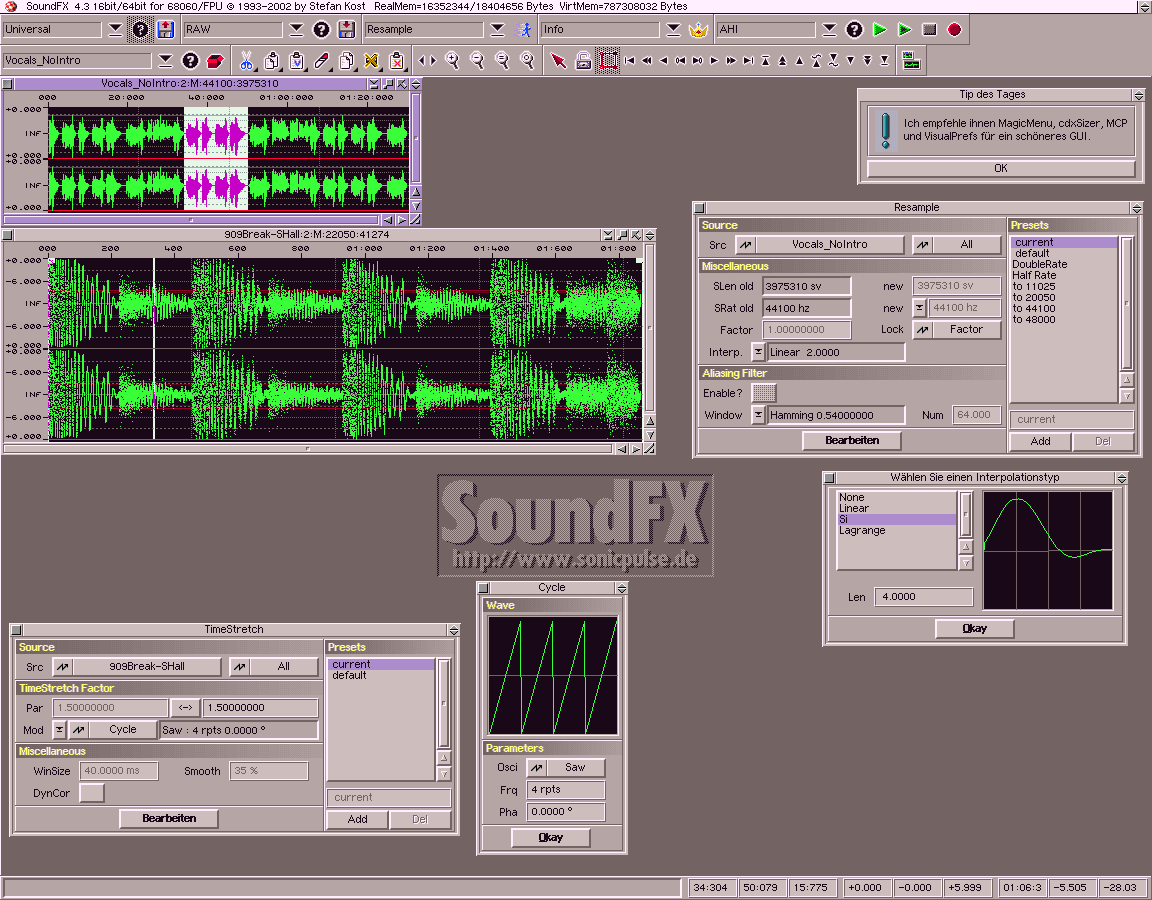 SoundFX 4.3 16bit/64bit for 68060/FPU © 1993-2002 by Stefan Kost RealMem=16352344/18404656 Bytes VirtMem=787308032 Bytes
Universal RAW Resample Info AHI
Vocals_NoIntro
Vocals_NoIntro:2:M:44100:3975310
000 20:000 40:000 01:00:000 01:20:000
+0.000
INF
+0.000
+0.000
INF
+0.000
909Break-SHall:2:M:22050:41274
000 200 400 600 800 01:000 01:200 01:400 01:600 01:800
+0.000
-6.000
INF
-6.000
+0.000
+0.000
-6.000
INF
-6.000
+0.000
Tip des Tages
Ich empfehle ihnen MagicMenu, cdxSizer, MCP
und VisualPrefs für ein schöneres GUI.
OK
Resample
Source
Src Vocals_NoIntro All
Miscellaneous
SLen old 3975310 sv new 3975310 sv
SRat old 44100 hz new 44100 hz
Factor 1.00000000 Lock Factor
Interp. Linear 2.0000
Aliasing Filter
Enable?
Window Hamming 0.54000000 Num 64.000
Bearbeiten
Presets
current
default
DoubleRate
Half Rate
to 11025
to 20050
to 44100
to 48000
current
Add Del
Wählen Sie einen Interpolationstyp
None
Linear
Si
Lagrange
Len 4.0000
Okay
SoundFX
http://www.sonicpulse.de
TimeStretch
Source
Src 909Break-SHall All
TimeStretch Factor
Par 1.50000000 <-> 1.50000000
Mod Cycle Saw : 4 rpts 0.0000 °
Miscellaneous
WinSize 40.0000 ms Smooth 35 %
DynCor
Bearbeiten
Presets
current
default
current
Add Del
Cycle
Wave
Parameters
Osci Saw
Frq 4 rpts
Pha 0.0000 °
Okay
34:304 50:079 15:775 +0.000 -0.000 +5.999 01:06:3 -5.505 -28.03